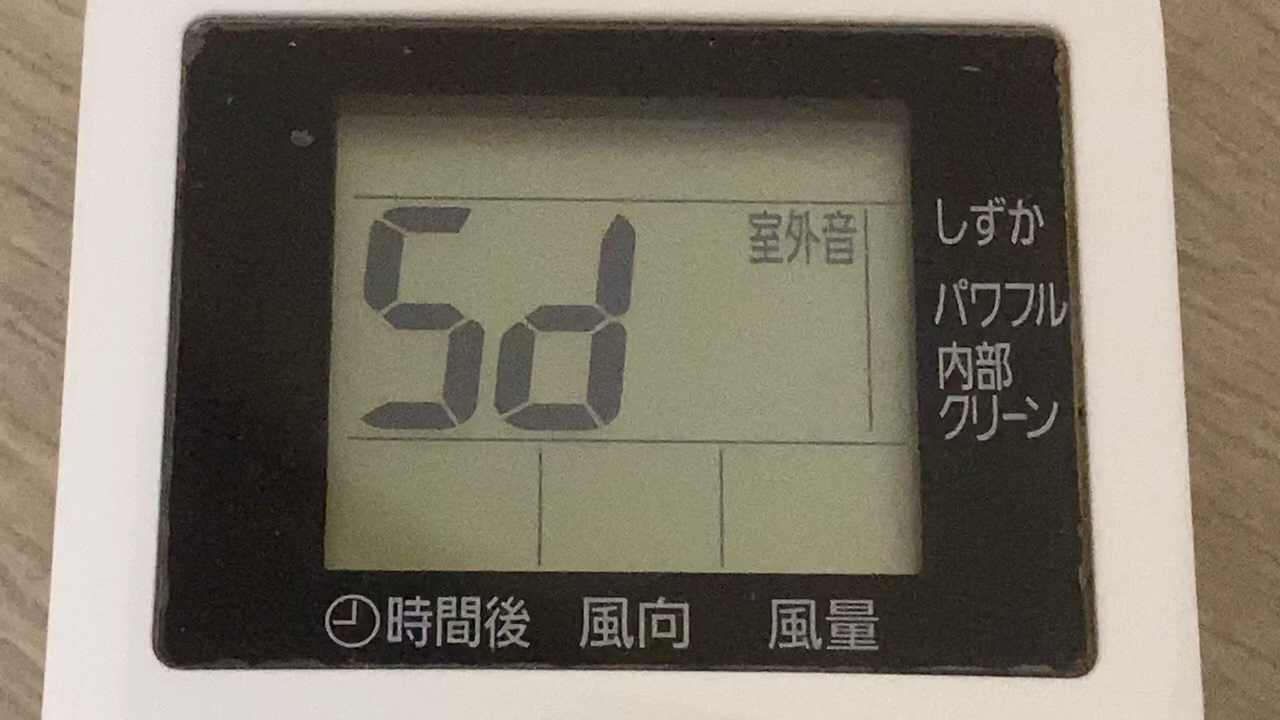 5d
室外音
しずか
パワフル
内部
クリーン
時間後 風向 風量